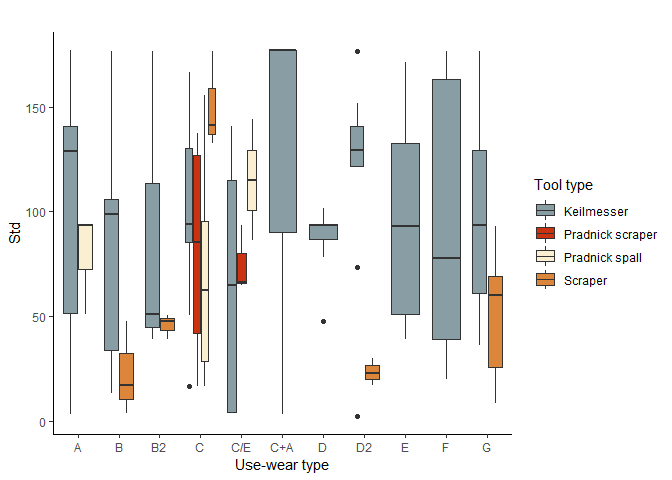 150
100
50
0
Std
A B B2 C C/E C+A D D2 E F G
Use-wear type
Tool type
Keilmesser
Pradnick scraper
Pradnick spall
Scraper